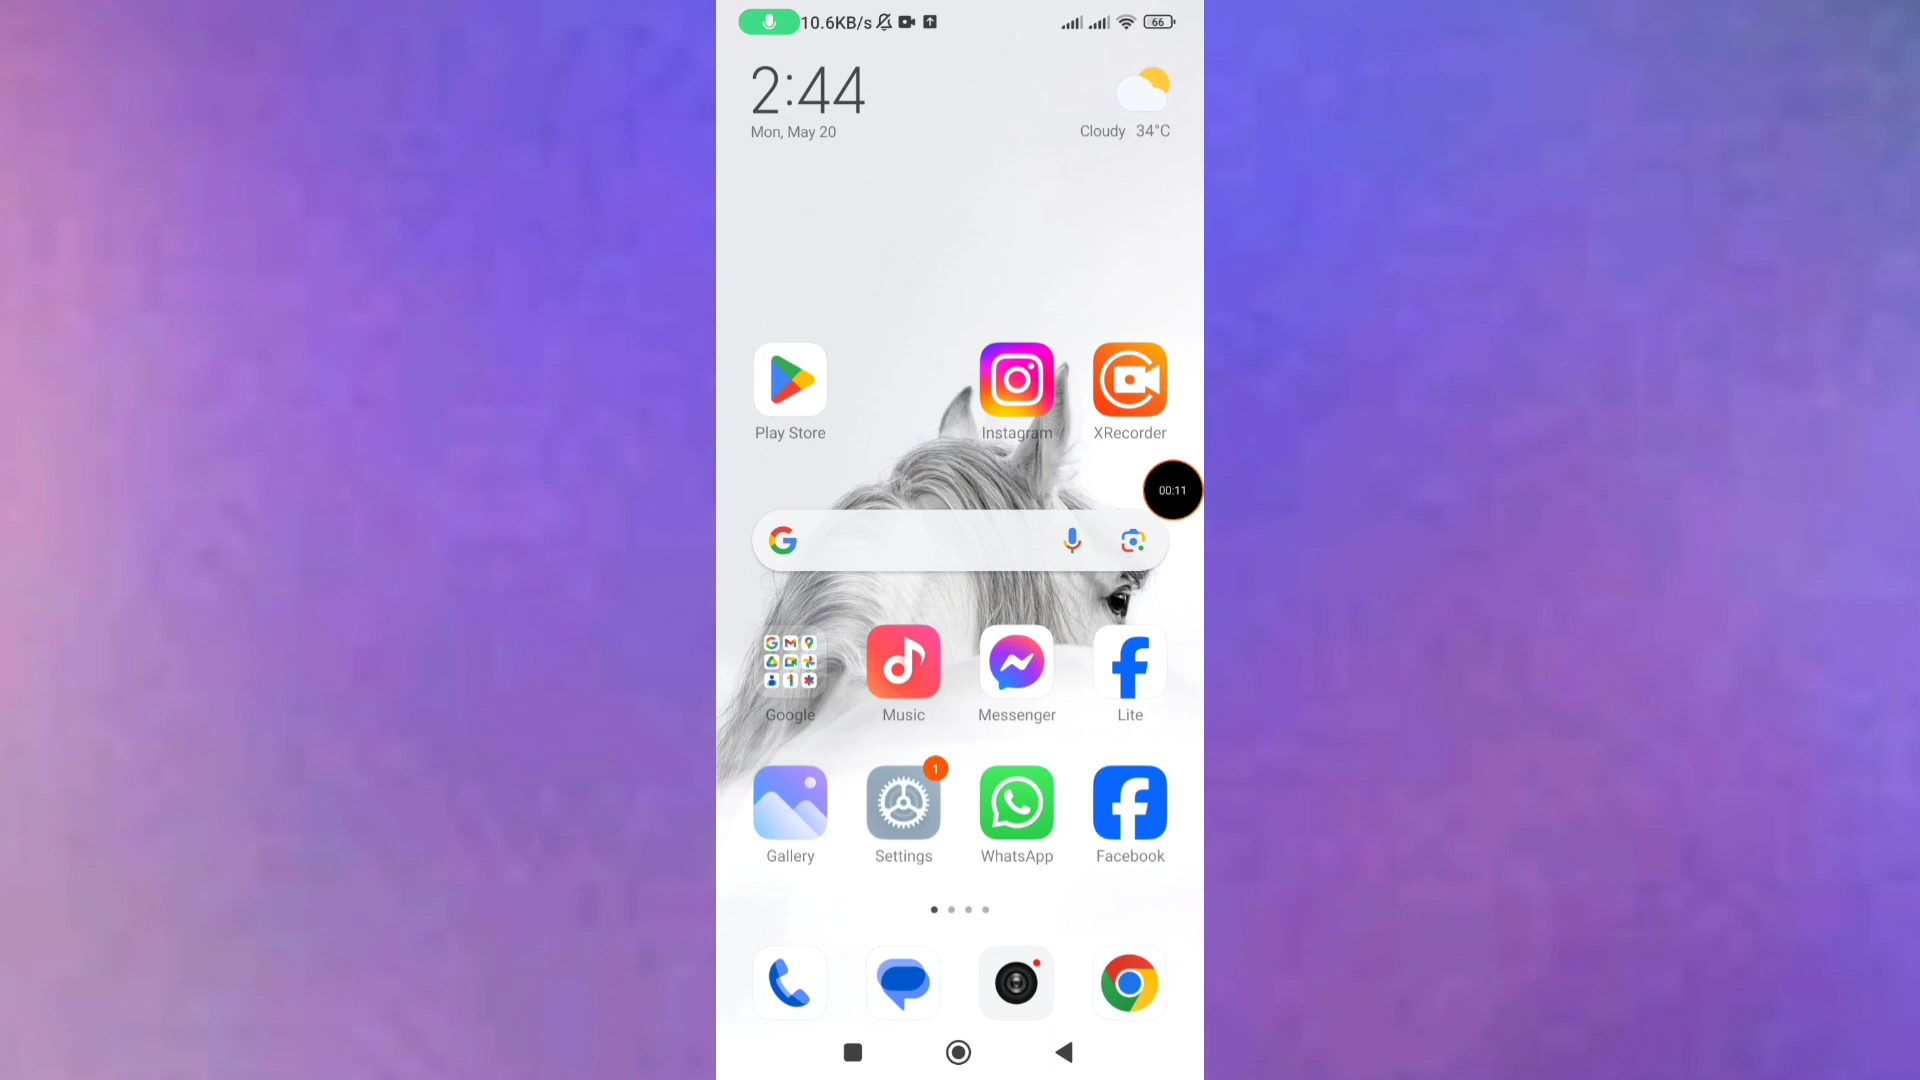 10.6KB/s
66
2:44
Mon, May 20
Cloudy 34°C
Play Store
Instagram
XRecorder
00:11
Google
Music
Messenger
Lite
1
Gallery
Settings
WhatsApp
Facebook